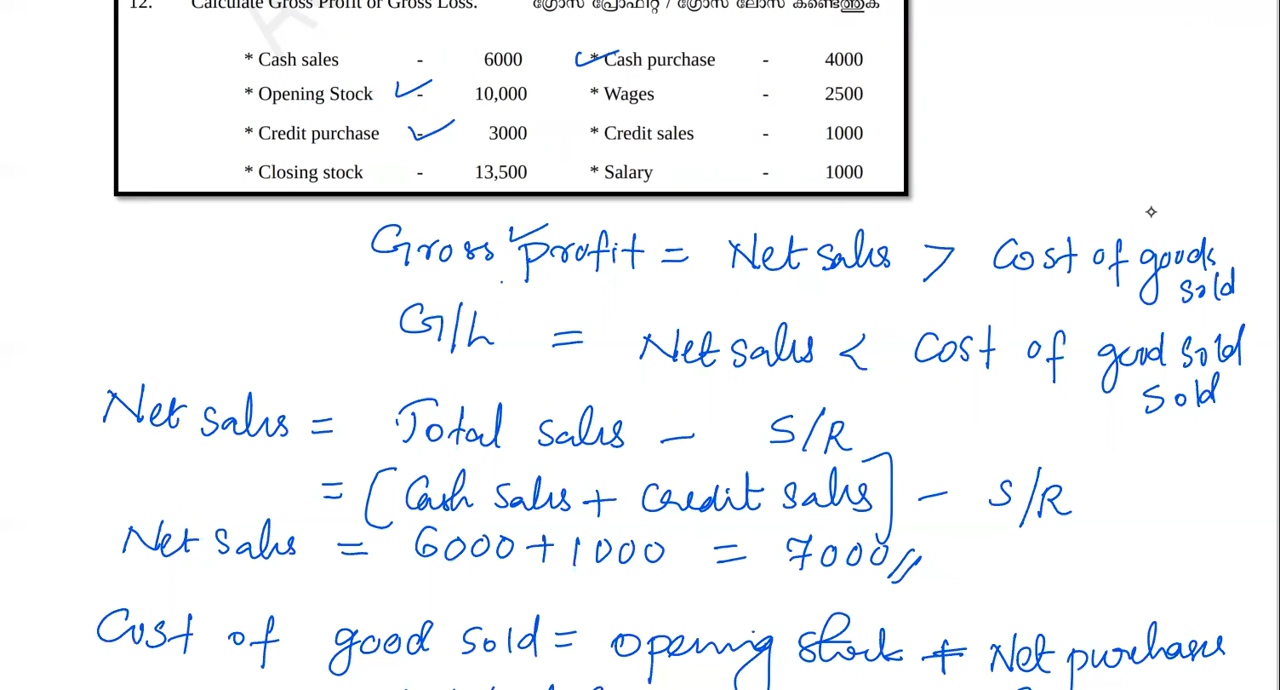 12. Calculate Gross Profit or Gross Loss. ഗ്രോസ് പ്രോഫിറ്റ് / ഗ്രോസ് ലോസ് കണ്ടെത്തുക
* Cash sales - 6000 * Cash purchase - 4000
* Opening Stock - 10,000 * Wages - 2500
* Credit purchase - 3000 * Credit sales - 1000
* Closing stock - 13,500 * Salary - 1000
Gross profit = Net sales > Cost of goods
sold
G/L = Net sales < Cost of good sold
sold
Net sales = Total sales - S/R
= [Cash sales + Credit sales] - S/R
Net sales = 6000 + 1000 = 7000//
Cost of good sold = opening stock + Net purchase